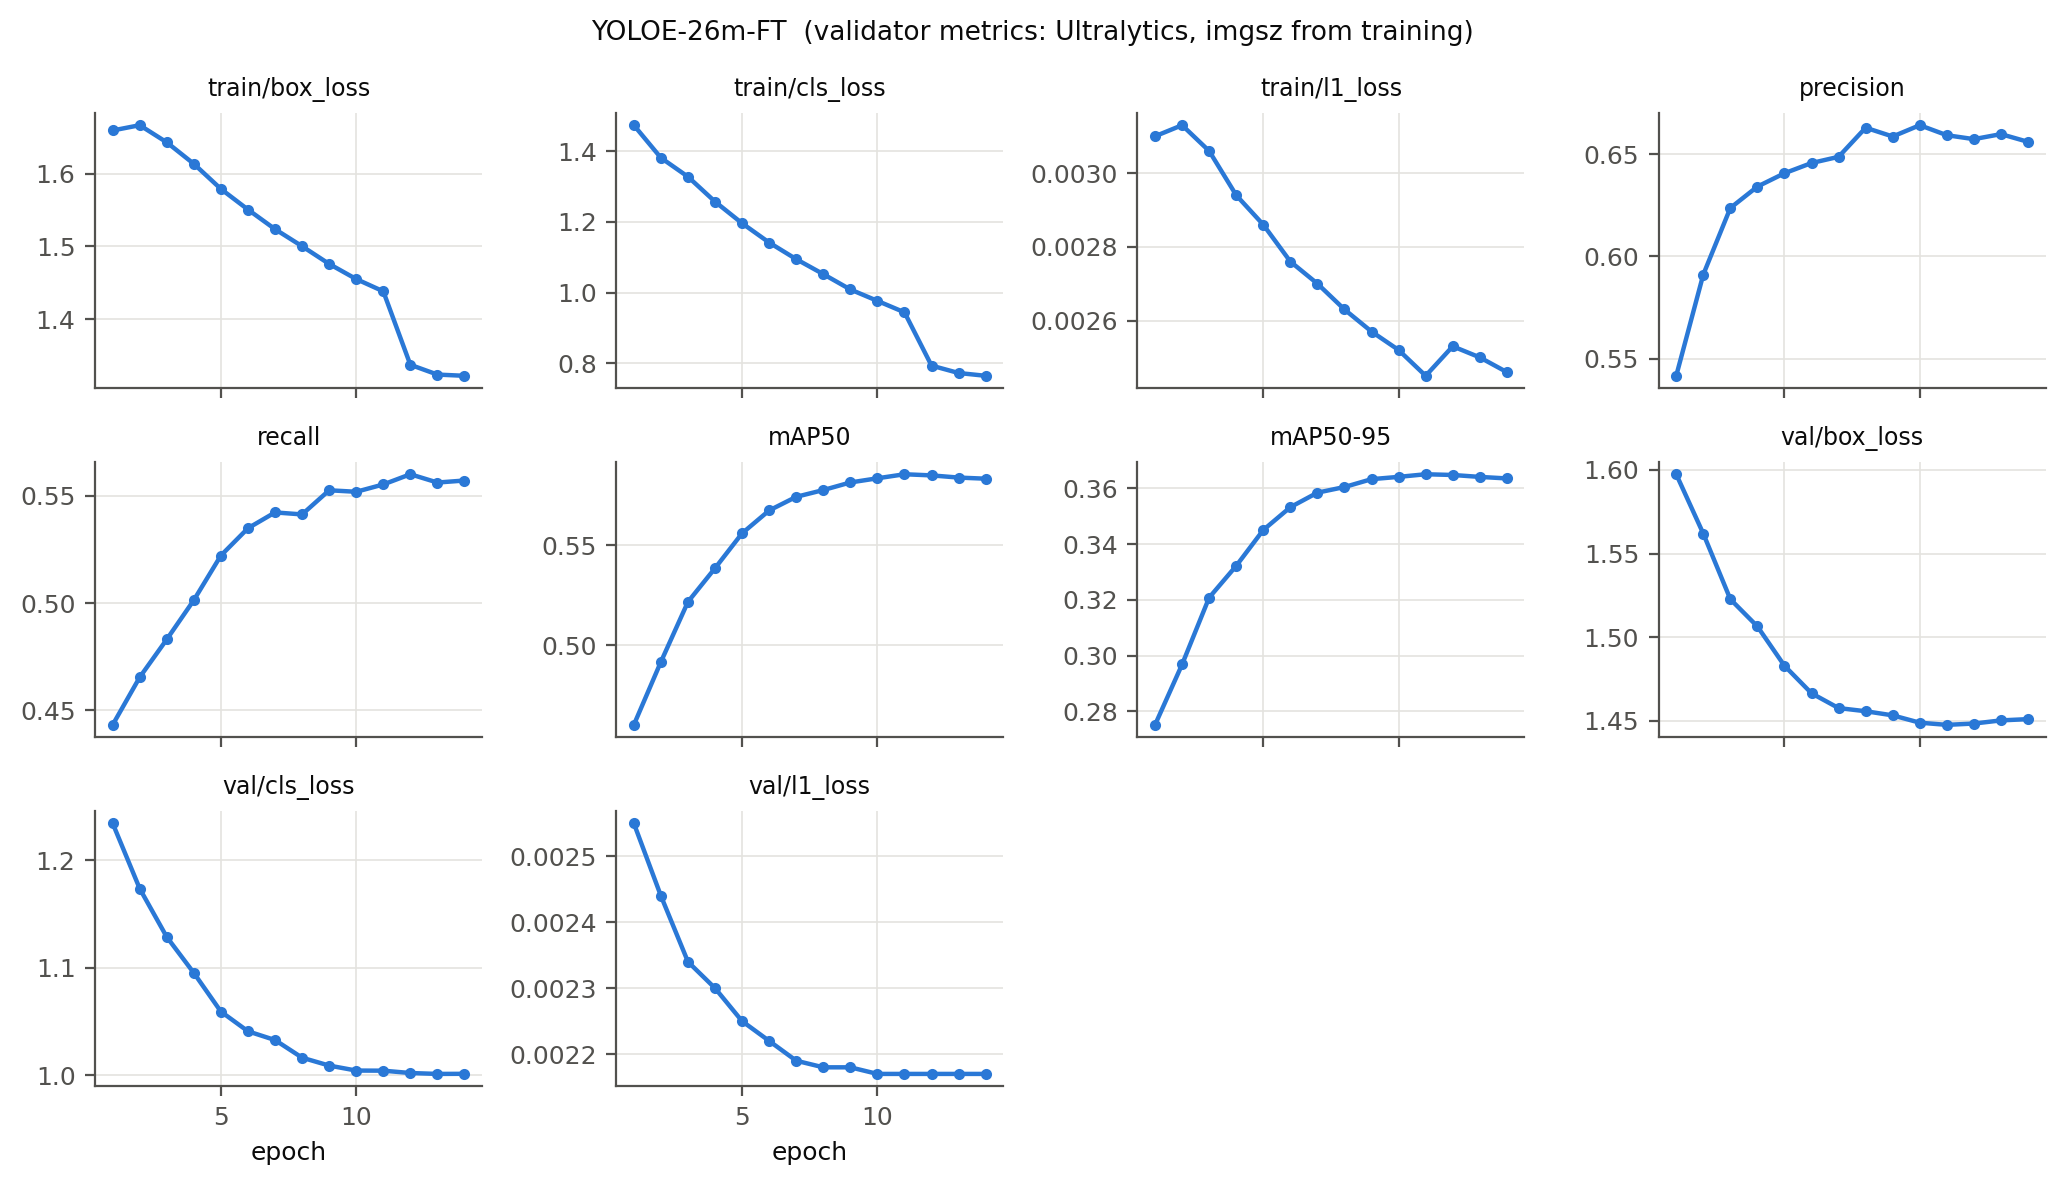 YOLOE-26m-FT (validator metrics: Ultralytics, imgsz from training)
train/box_loss
1.6
1.5
1.4
train/cls_loss
1.4
1.2
1.0
0.8
train/l1_loss
0.0030
0.0028
0.0026
precision
0.65
0.60
0.55
recall
0.55
0.50
0.45
mAP50
0.55
0.50
mAP50-95
0.36
0.34
0.32
0.30
0.28
val/box_loss
1.60
1.55
1.50
1.45
val/cls_loss
1.2
1.1
1.0
5 10
epoch
val/l1_loss
0.0025
0.0024
0.0023
0.0022
5 10
epoch